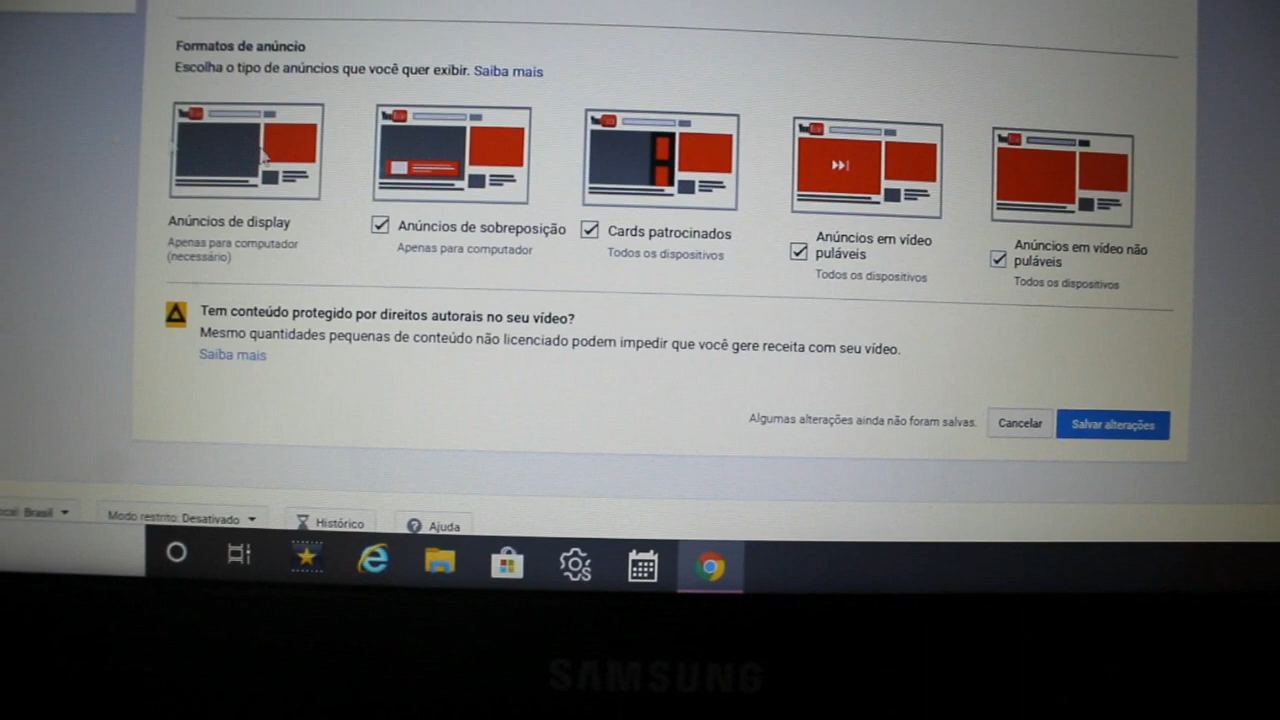 Formatos de anúncio
Escolha o tipo de anúncios que você quer exibir. Saiba mais
Anúncios de display
Apenas para computador
(necessário)
Anúncios de sobreposição
Apenas para computador
Cards patrocinados
Todos os dispositivos
Anúncios em vídeo
puláveis
Todos os dispositivos
Anúncios em vídeo não
puláveis
Todos os dispositivos
Tem conteúdo protegido por direitos autorais no seu vídeo?
Mesmo quantidades pequenas de conteúdo não licenciado podem impedir que você gere receita com seu vídeo.
Saiba mais
Algumas alterações ainda não foram salvas.
Cancelar
Salvar alterações
Brasil
Modo restrito: Desativado
Histórico
Ajuda
SAMSUNG